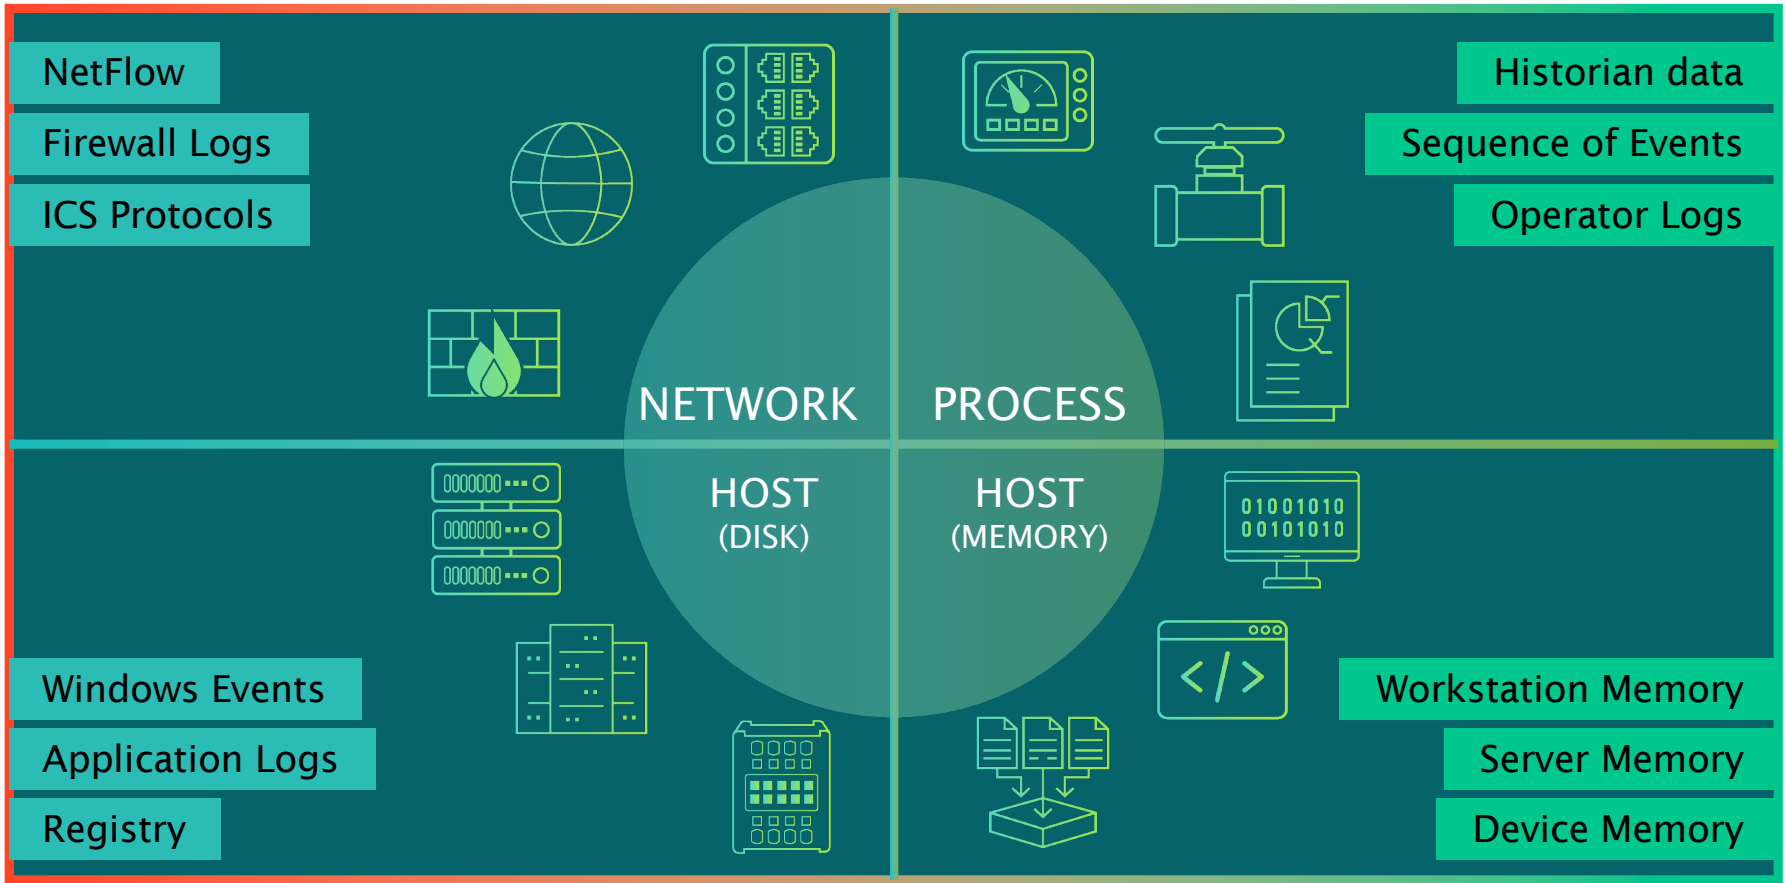 NetFlow
Firewall Logs
ICS Protocols
Historian data
Sequence of Events
Operator Logs
NETWORK
PROCESS
HOST
(DISK)
HOST
(MEMORY)
01001010
00101010
</>
Windows Events
Application Logs
Registry
Workstation Memory
Server Memory
Device Memory